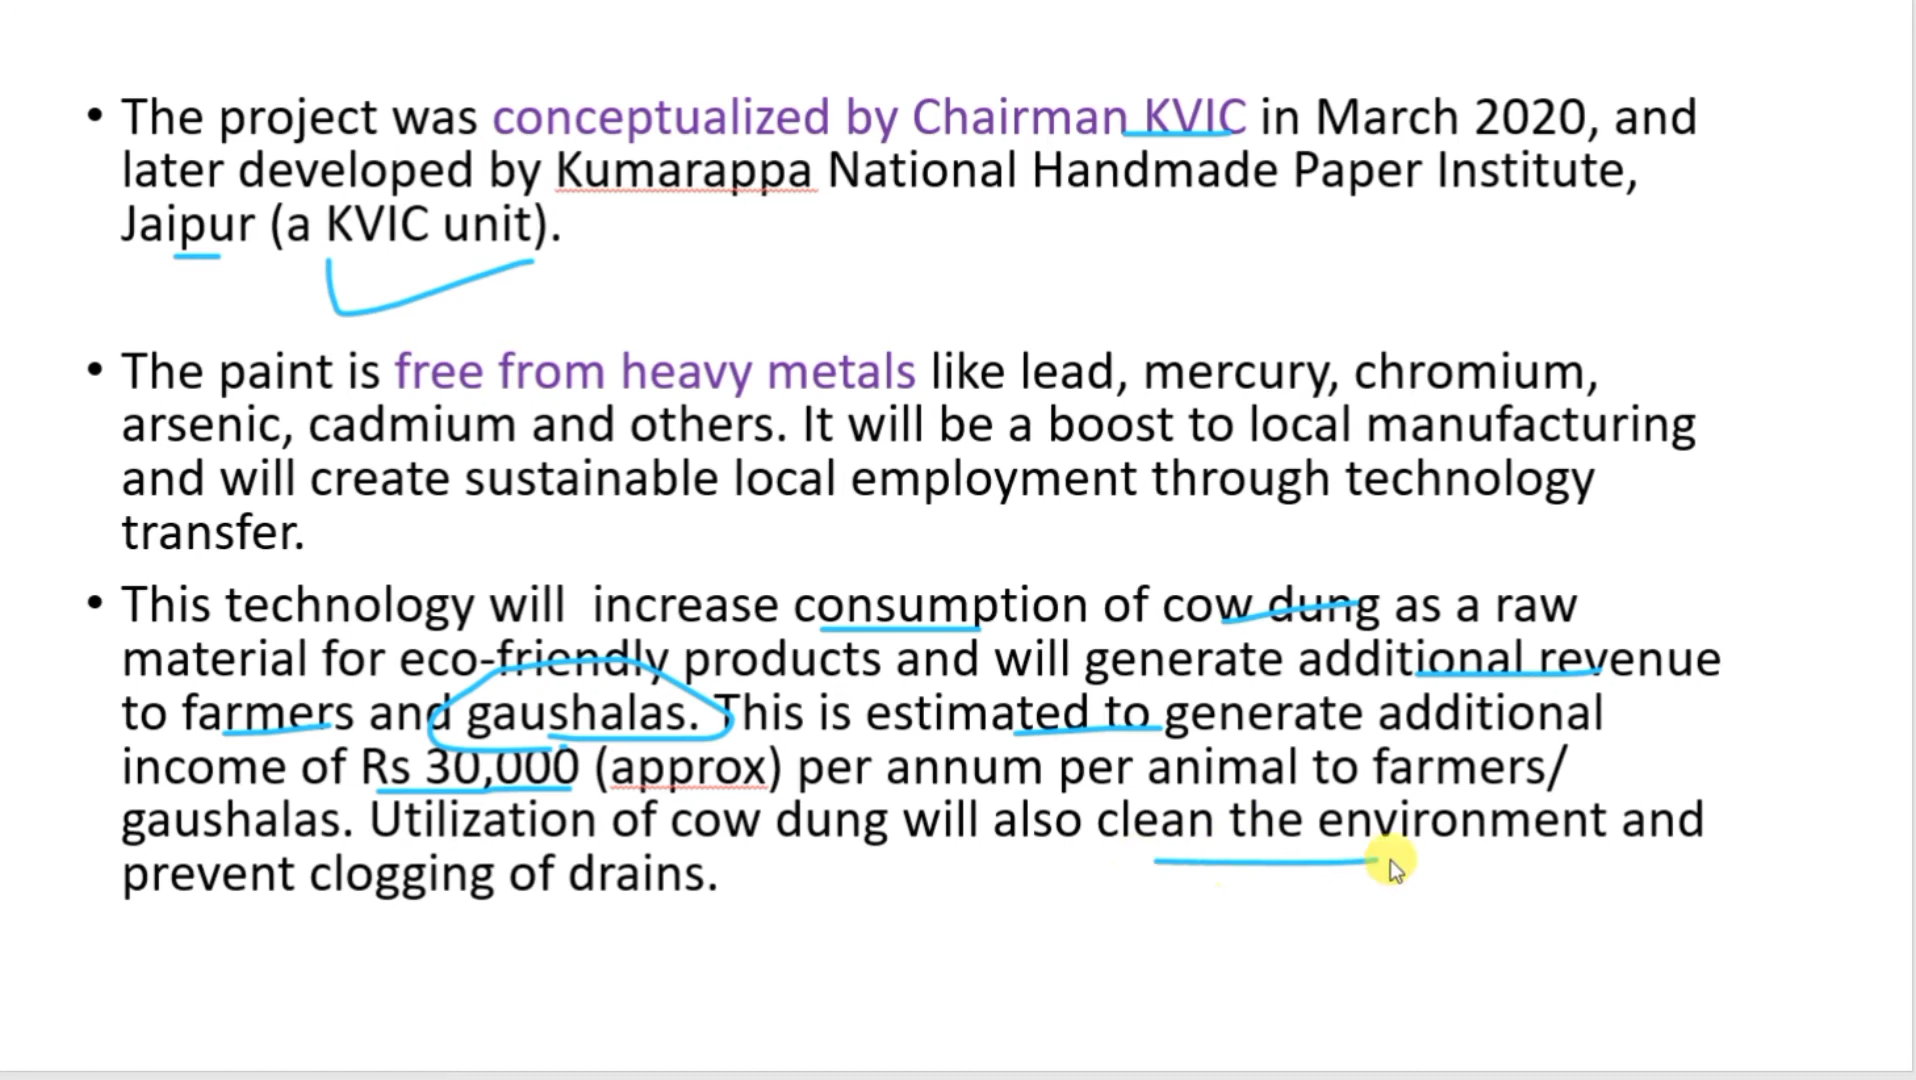 • The project was conceptualized by Chairman KVIC in March 2020, and
later developed by Kumarappa National Handmade Paper Institute,
Jaipur (a KVIC unit).
• The paint is free from heavy metals like lead, mercury, chromium,
arsenic, cadmium and others. It will be a boost to local manufacturing
and will create sustainable local employment through technology
transfer.
• This technology will increase consumption of cow dung as a raw
material for eco-friendly products and will generate additional revenue
to farmers and gaushalas. This is estimated to generate additional
income of Rs 30,000 (approx) per annum per animal to farmers/
gaushalas. Utilization of cow dung will also clean the environment and
prevent clogging of drains.